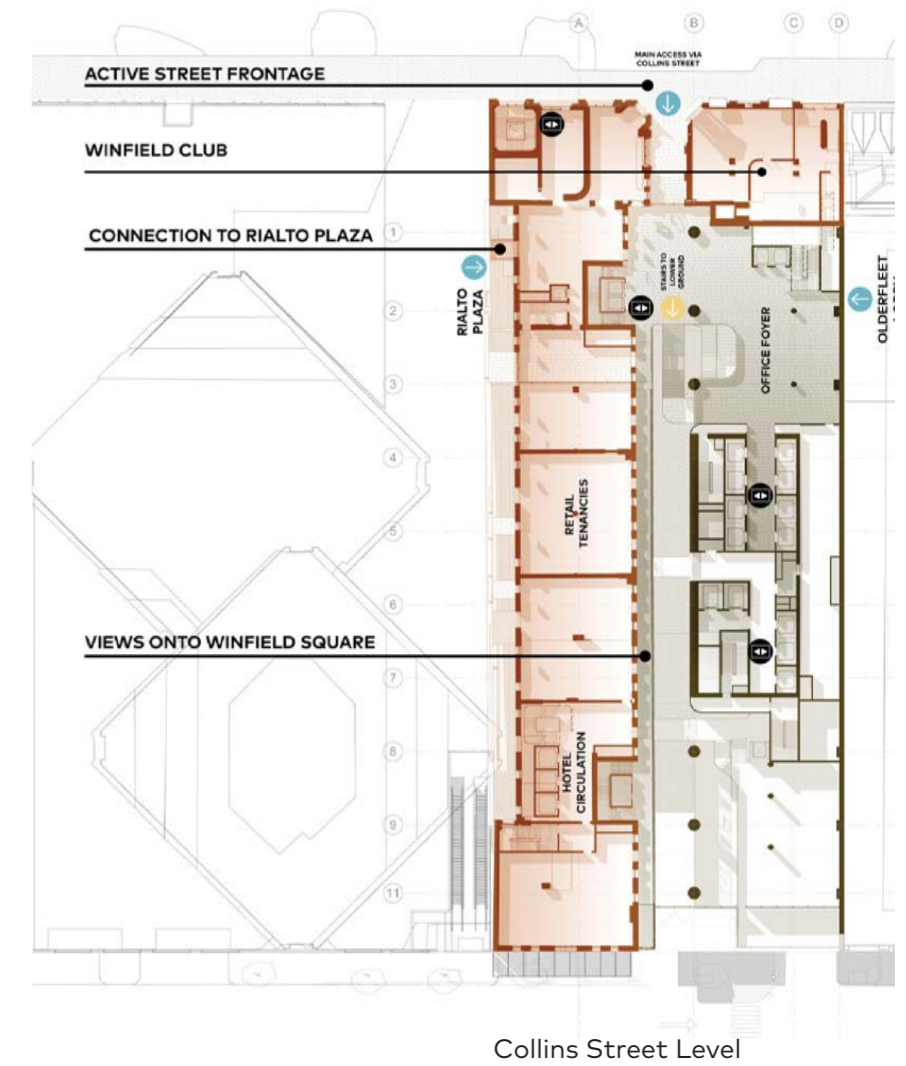 A
B
C
D
MAIN ACCESS VIA
COLLINS STREET
ACTIVE STREET FRONTAGE
WINFIELD CLUB
CONNECTION TO RIALTO PLAZA
1
STAIRS TO
LOWER
GROUND
RIALTO
PLAZA
2
OLDERFLEET
OFFICE FOYER
3
4
RETAIL
TENANCIES
5
6
VIEWS ONTO WINFIELD SQUARE
7
HOTEL
CIRCULATION
8
9
11
Collins Street Level